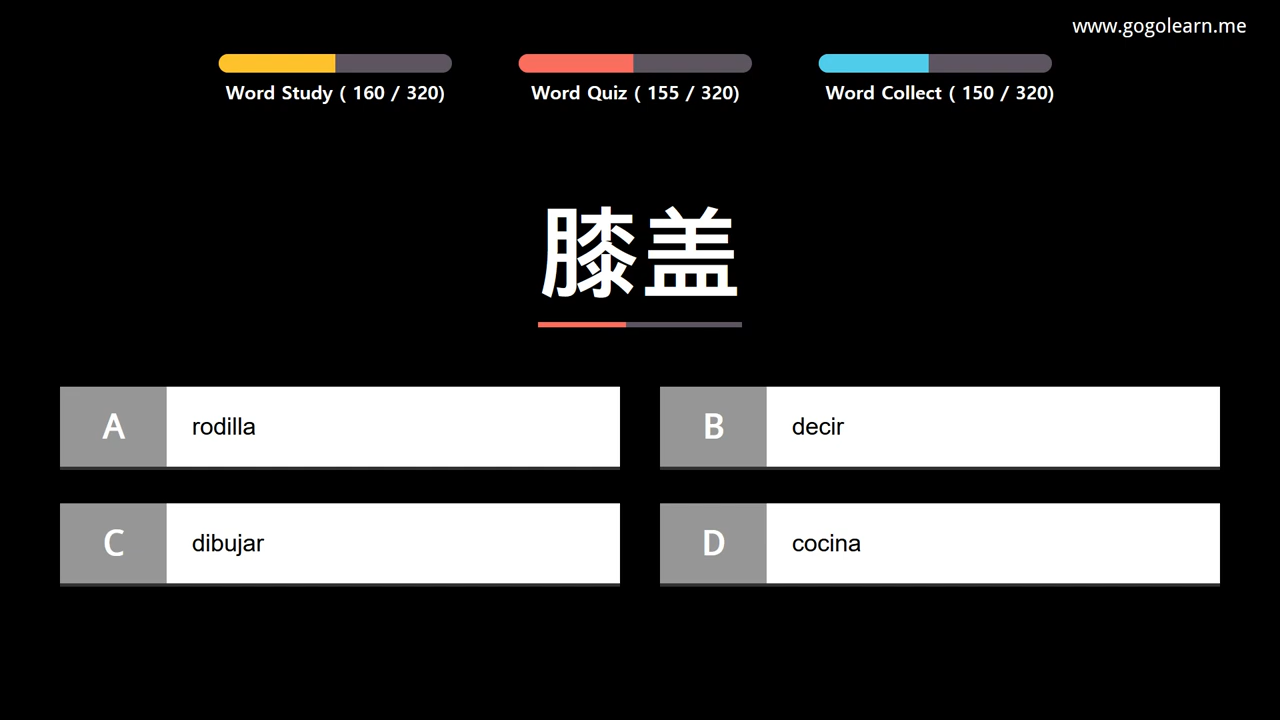 www.gogolearn.me
Word Study ( 160 / 320)
Word Quiz ( 155 / 320)
Word Collect ( 150 / 320)
膝盖
A rodilla
B decir
C dibujar
D cocina